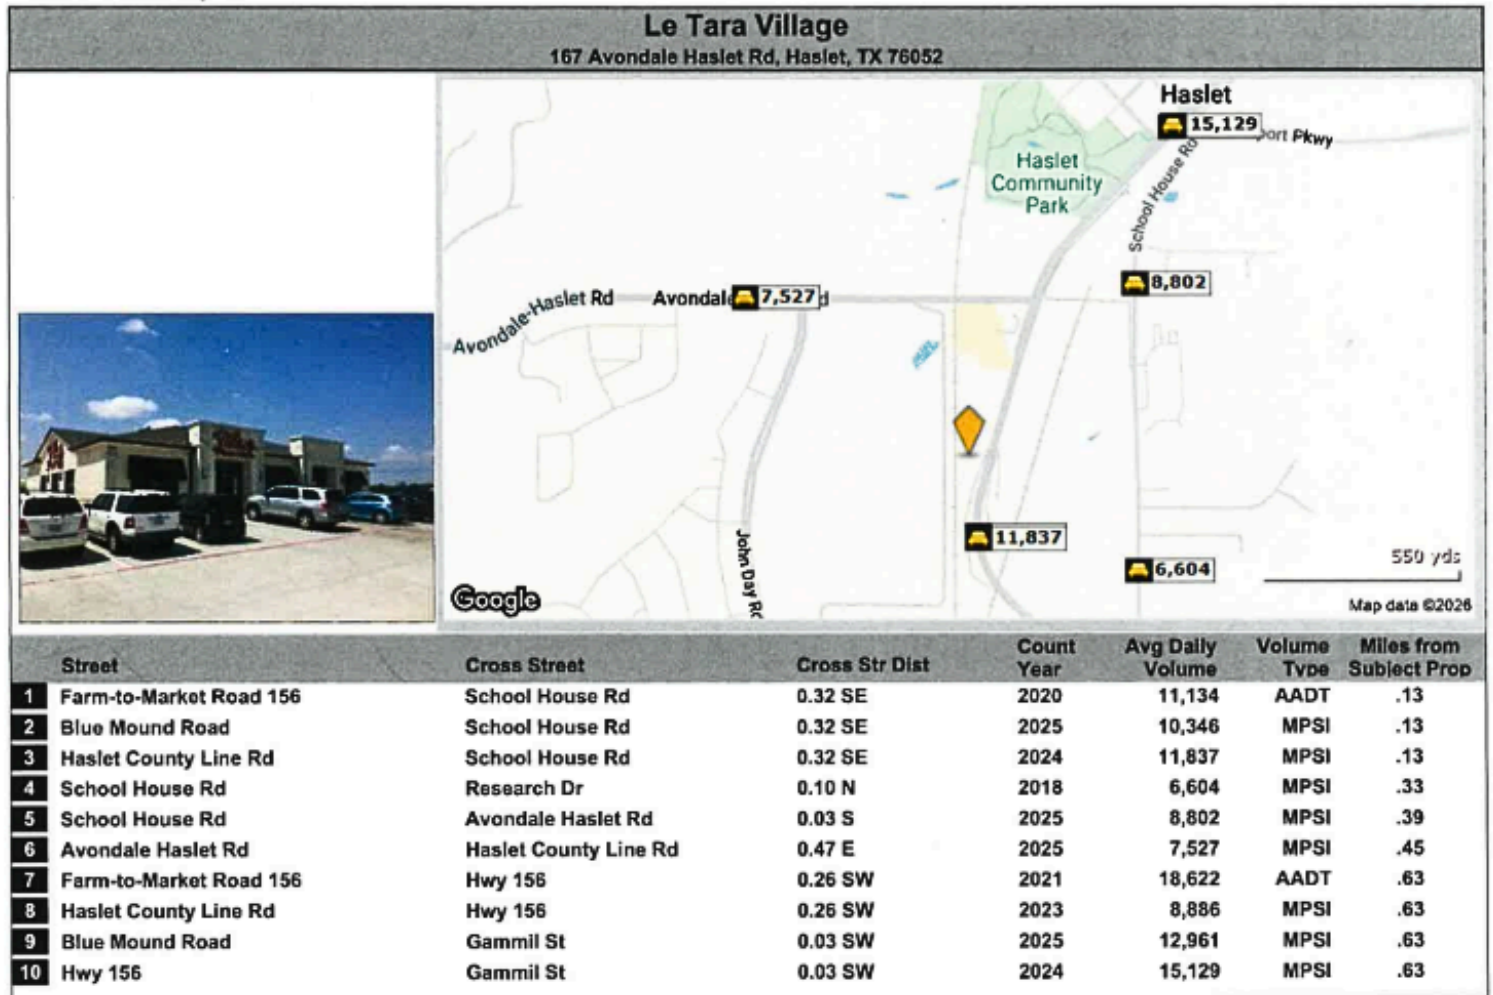 Le Tara Village
167 Avondale Haslet Rd, Haslet, TX 76052
Haslet
15,129
port Pkwy
Haslet
Community
Park
School House Rd
8,802
Avondale-Haslet Rd
Avondal
7,527
d
11,837
6,604
John Day Rd
550 yds
Google
Map data ©2026
Street Cross Street Cross Str Dist Count Year Avg Daily Volume Volume Type Miles from Subject Prop
1 Farm-to-Market Road 156 School House Rd 0.32 SE 2020 11,134 AADT .13
2 Blue Mound Road School House Rd 0.32 SE 2025 10,346 MPSI .13
3 Haslet County Line Rd School House Rd 0.32 SE 2024 11,837 MPSI .13
4 School House Rd Research Dr 0.10 N 2018 6,604 MPSI .33
5 School House Rd Avondale Haslet Rd 0.03 S 2025 8,802 MPSI .39
6 Avondale Haslet Rd Haslet County Line Rd 0.47 E 2025 7,527 MPSI .45
7 Farm-to-Market Road 156 Hwy 156 0.26 SW 2021 18,622 AADT .63
8 Haslet County Line Rd Hwy 156 0.26 SW 2023 8,886 MPSI .63
9 Blue Mound Road Gammil St 0.03 SW 2025 12,961 MPSI .63
10 Hwy 156 Gammil St 0.03 SW 2024 15,129 MPSI .63